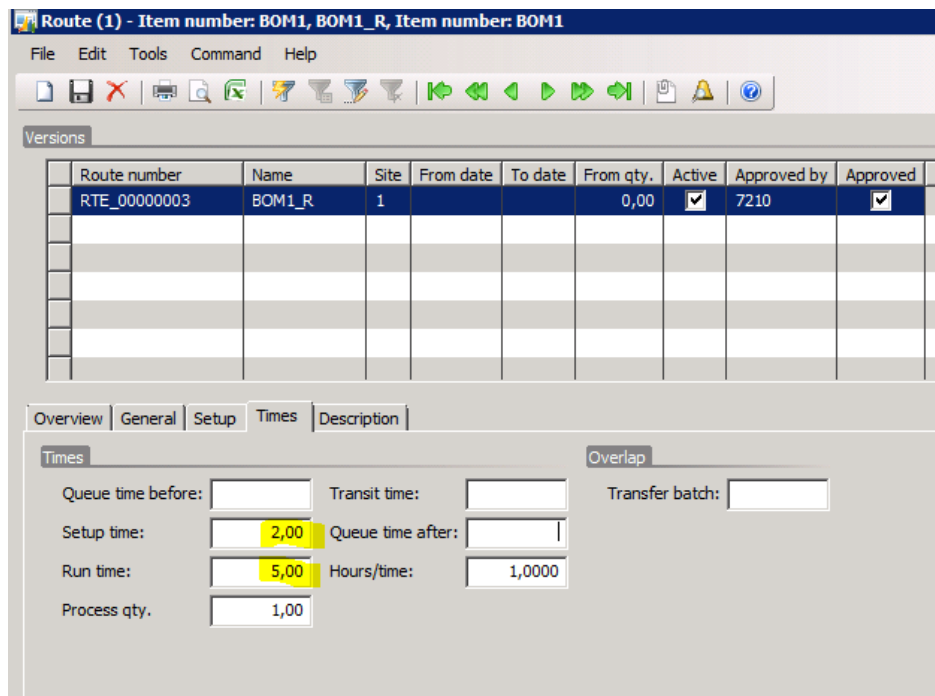 Route (1) - Item number: BOM1, BOM1_R, Item number: BOM1
File Edit Tools Command Help
Versions
Route number Name Site From date To date From qty. Active Approved by Approved
RTE_00000003 BOM1_R 1 0,00 7210
Overview General Setup Times Description
Times Overlap
Queue time before: Transit time: Transfer batch:
Setup time: 2,00 Queue time after:
Run time: 5,00 Hours/time: 1,0000
Process qty. 1,00